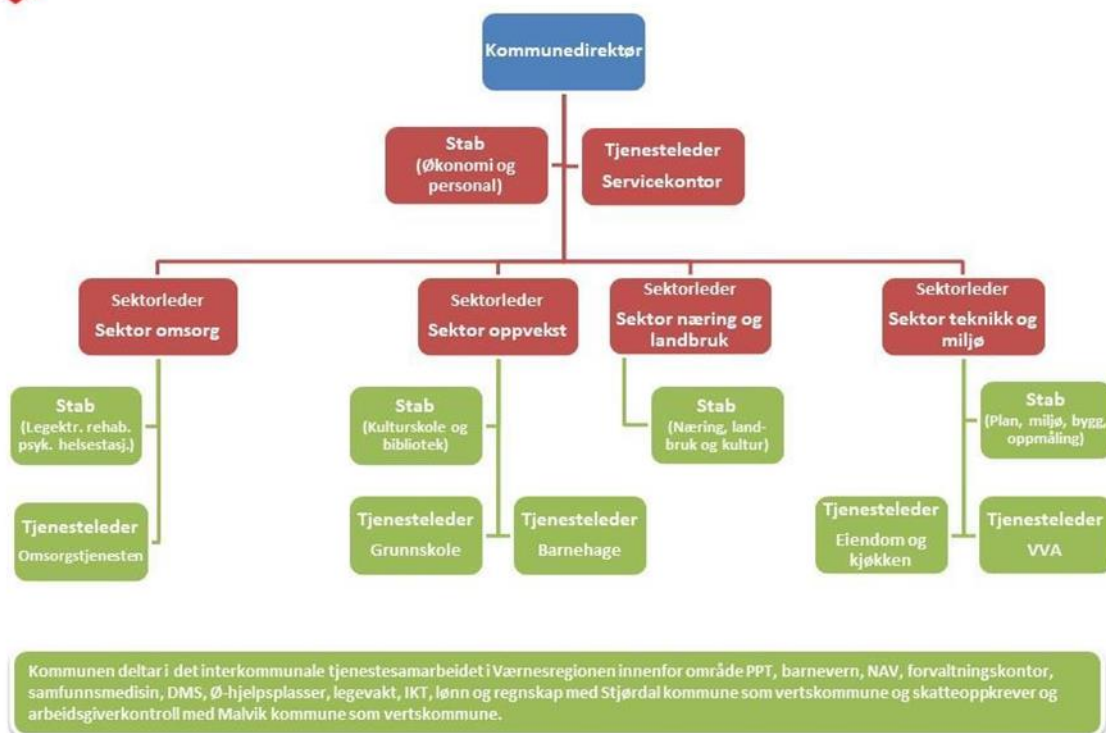 Kommunedirektør
Stab
(Økonomi og
personal)
Tjenesteleder
Servicekontor
Sektorleder
Sektor omsorg
Sektorleder
Sektor oppvekst
Sektorleder
Sektor næring og
landbruk
Sektorleder
Sektor teknikk og
miljø
Stab
(Legektr. rehab.
psyk. helsestasj.)
Stab
(Kulturskole og
bibliotek)
Stab
(Næring, land-
bruk og kultur)
Stab
(Plan, miljø, bygg,
oppmåling)
Tjenesteleder
Omsorgstjenesten
Tjenesteleder
Grunnskole
Tjenesteleder
Barnehage
Tjenesteleder
Eiendom og
kjøkken
Tjenesteleder
VVA
Kommunen deltar i det interkommunale tjenestesamarbeidet i Værnesregionen innenfor område PPT, barnevern, NAV, forvaltningskontor,
samfunnsmedisin, DMS, Ø-hjelpsplasser, legevakt, IKT, lønn og regnskap med Stjørdal kommune som vertskommune og skatteoppkrever og
arbeidsgiverkontroll med Malvik kommune som vertskommune.